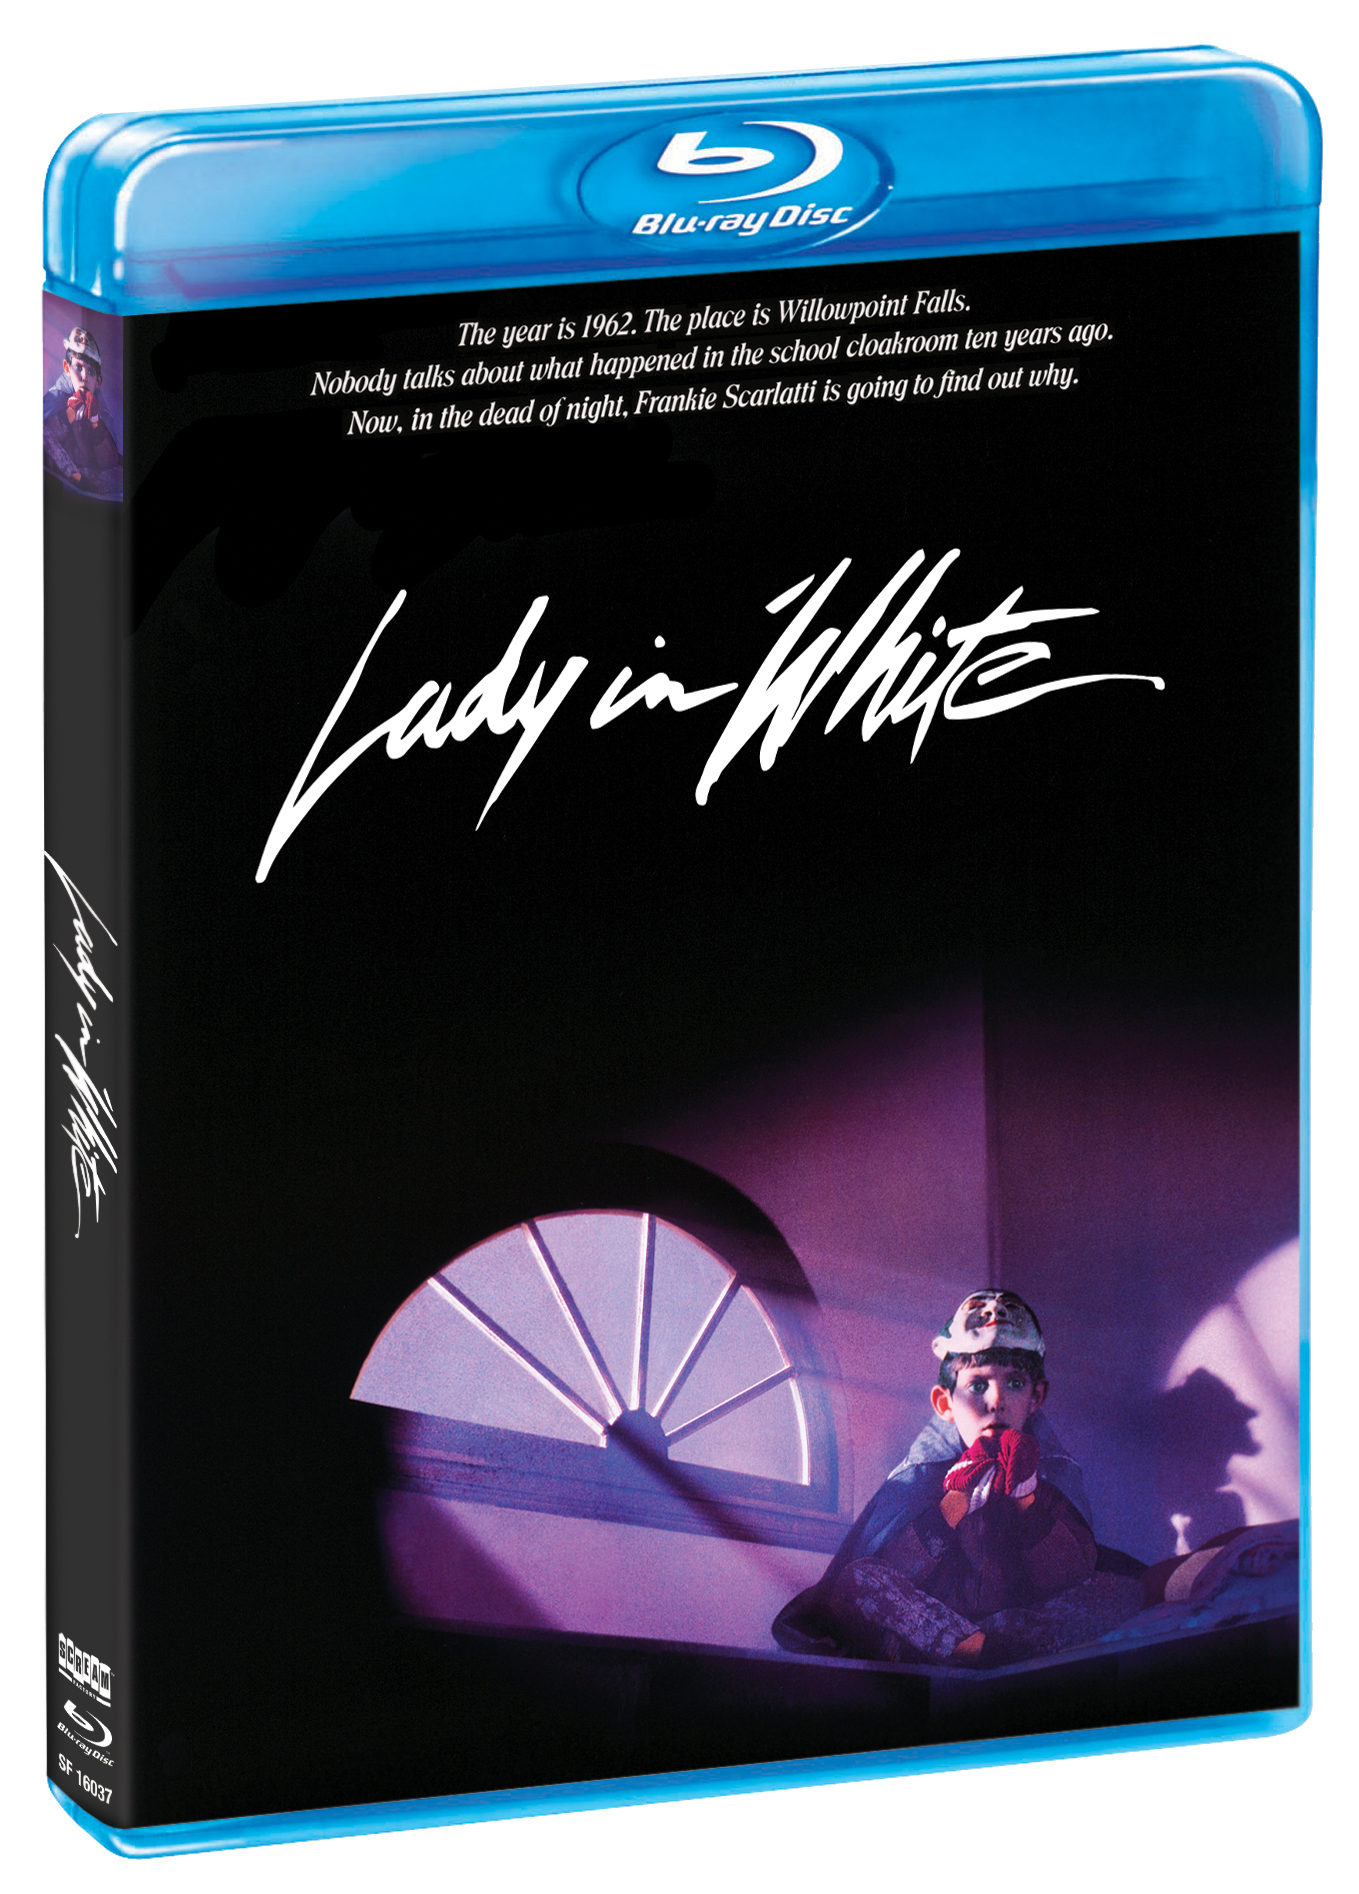 Blu-ray Disc
The year is 1962. The place is Willowpoint Falls.
Nobody talks about what happened in the school cloakroom ten years ago.
Now, in the dead of night, Frankie Scarlatti is going to find out why.
Lady in White
Lady in White
SCREAM
FACTORY
Blu-ray Disc
SF 16037